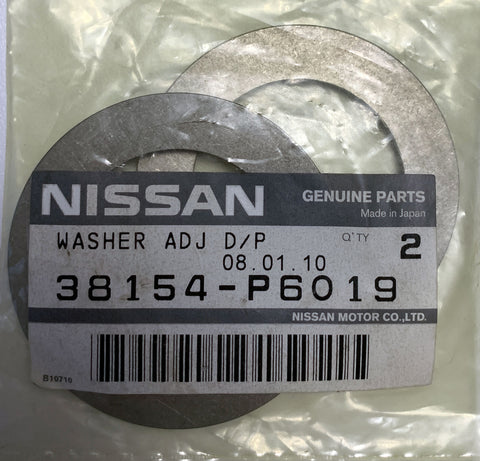 NISSAN
GENUINE PARTS
Made in Japan
WASHER ADJ D/P
Q'TY 2
08.01.10
38154-P6019
NISSAN MOTOR CO.,LTD.
B10710